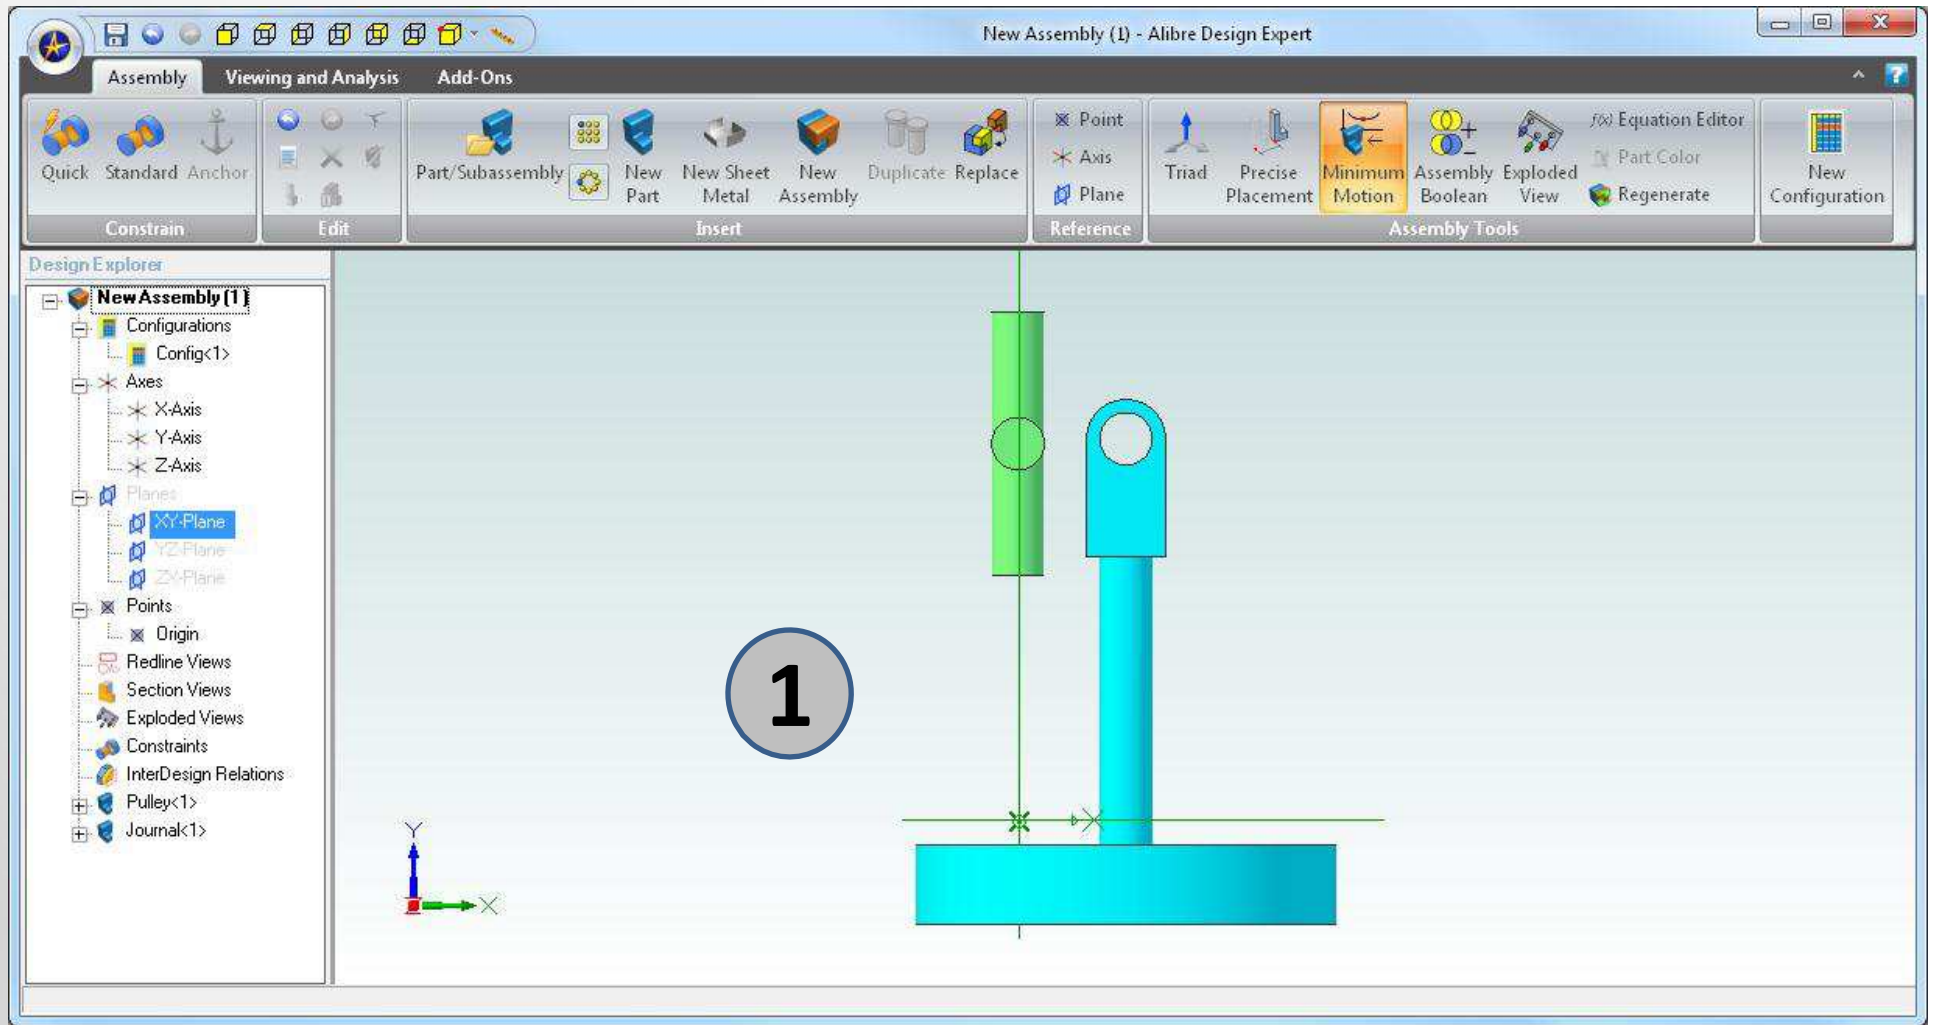 New Assembly (1) - Alibre Design Expert
Assembly Viewing and Analysis Add-Ons
Quick Standard Anchor
Constrain
Edit
Part/Subassembly New Part New Sheet Metal New Assembly Duplicate Replace
Insert
Point
Axis
Plane
Reference
Triad Precise Placement Minimum Motion Assembly Boolean Exploded View
f(x) Equation Editor
Part Color
Regenerate
Assembly Tools
New Configuration
Design Explorer
New Assembly (1)
Configurations
Config<1>
Axes
X-Axis
Y-Axis
Z-Axis
Planes
XY-Plane
YZ-Plane
ZX-Plane
Points
Origin
Redline Views
Section Views
Exploded Views
Constraints
InterDesign Relations
Pulley<1>
Journal<1>
1
Y
X
X